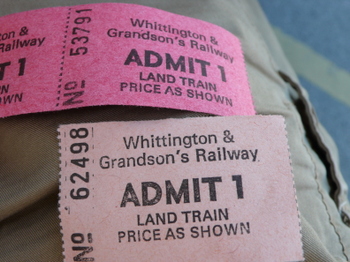 Whittington &
Grandson's Railway
ADMIT 1
LAND TRAIN
PRICE AS SHOWN
No 53791
1
Whittington &
Grandson's Railway
ADMIT 1
LAND TRAIN
PRICE AS SHOWN
No 62498